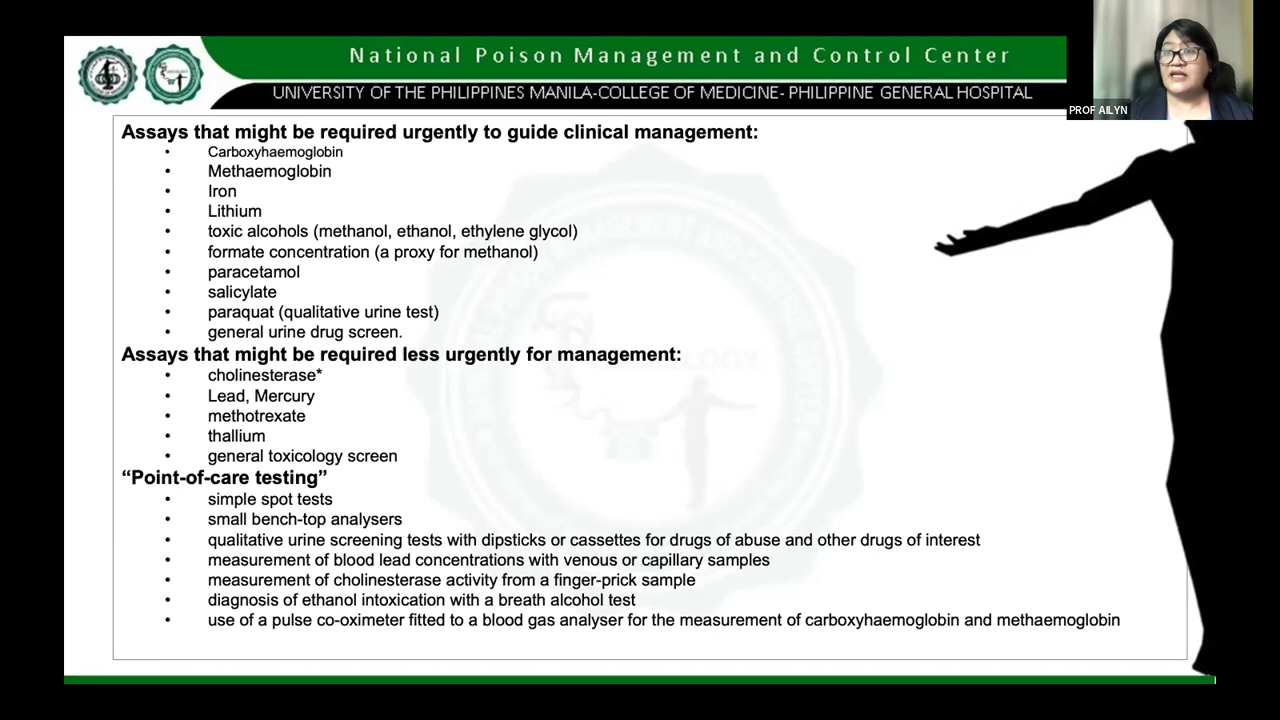 National Poison Management and Control Center
UNIVERSITY OF THE PHILIPPINES MANILA-COLLEGE OF MEDICINE- PHILIPPINE GENERAL HOSPITAL
PROF AILYN
Assays that might be required urgently to guide clinical management:
• Carboxyhaemoglobin
• Methaemoglobin
• Iron
• Lithium
• toxic alcohols (methanol, ethanol, ethylene glycol)
• formate concentration (a proxy for methanol)
• paracetamol
• salicylate
• paraquat (qualitative urine test)
• general urine drug screen.
Assays that might be required less urgently for management:
• cholinesterase*
• Lead, Mercury
• methotrexate
• thallium
• general toxicology screen
“Point-of-care testing”
• simple spot tests
• small bench-top analysers
• qualitative urine screening tests with dipsticks or cassettes for drugs of abuse and other drugs of interest
• measurement of blood lead concentrations with venous or capillary samples
• measurement of cholinesterase activity from a finger-prick sample
• diagnosis of ethanol intoxication with a breath alcohol test
• use of a pulse co-oximeter fitted to a blood gas analyser for the measurement of carboxyhaemoglobin and methaemoglobin